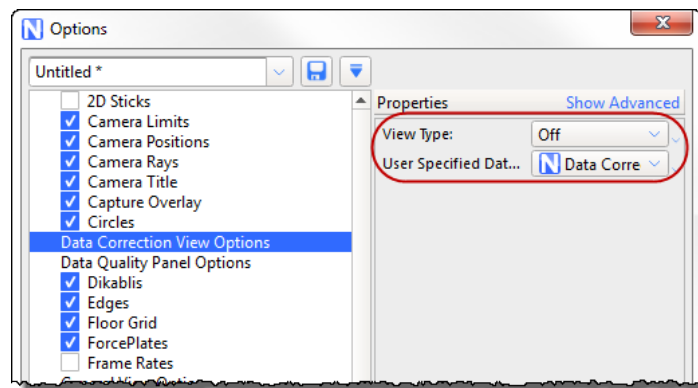 Options
Untitled *
2D Sticks
Camera Limits
Camera Positions
Camera Rays
Camera Title
Capture Overlay
Circles
Data Correction View Options
Data Quality Panel Options
Dikablis
Edges
Floor Grid
ForcePlates
Frame Rates
Properties Show Advanced
View Type: Off
User Specified Dat... N Data Corre